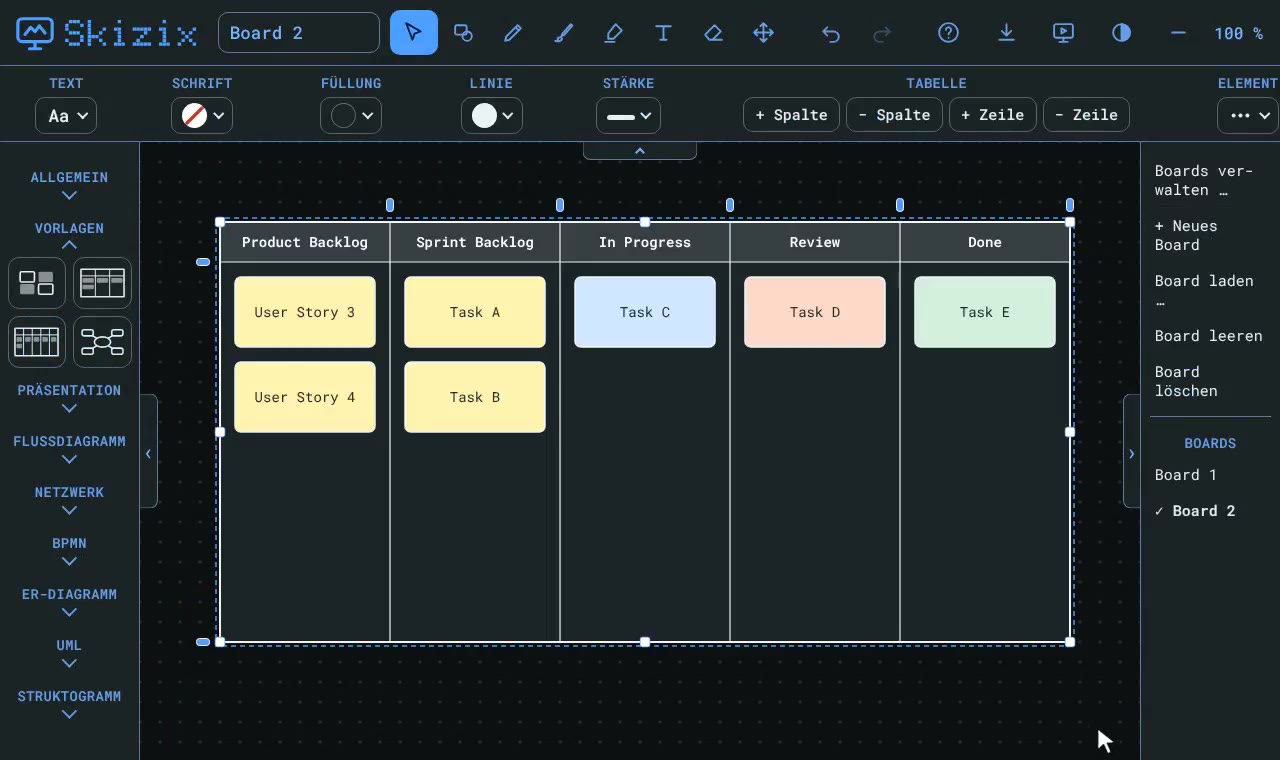 Skizix
Board 2
100 %
TEXT
SCHRIFT
FÜLLUNG
LINIE
STÄRKE
TABELLE
ELEMENT
Aa
+ Spalte
- Spalte
+ Zeile
- Zeile
ALLGEMEIN
VORLAGEN
PRÄSENTATION
FLUSSDIAGRAMM
NETZWERK
BPMN
ER-DIAGRAMM
UML
STRUKTOGRAMM
Product Backlog
Sprint Backlog
In Progress
Review
Done
User Story 3
Task A
Task C
Task D
Task E
User Story 4
Task B
Boards ver-
walten …
+ Neues
Board
Board laden
…
Board leeren
Board
löschen
BOARDS
Board 1
✓ Board 2